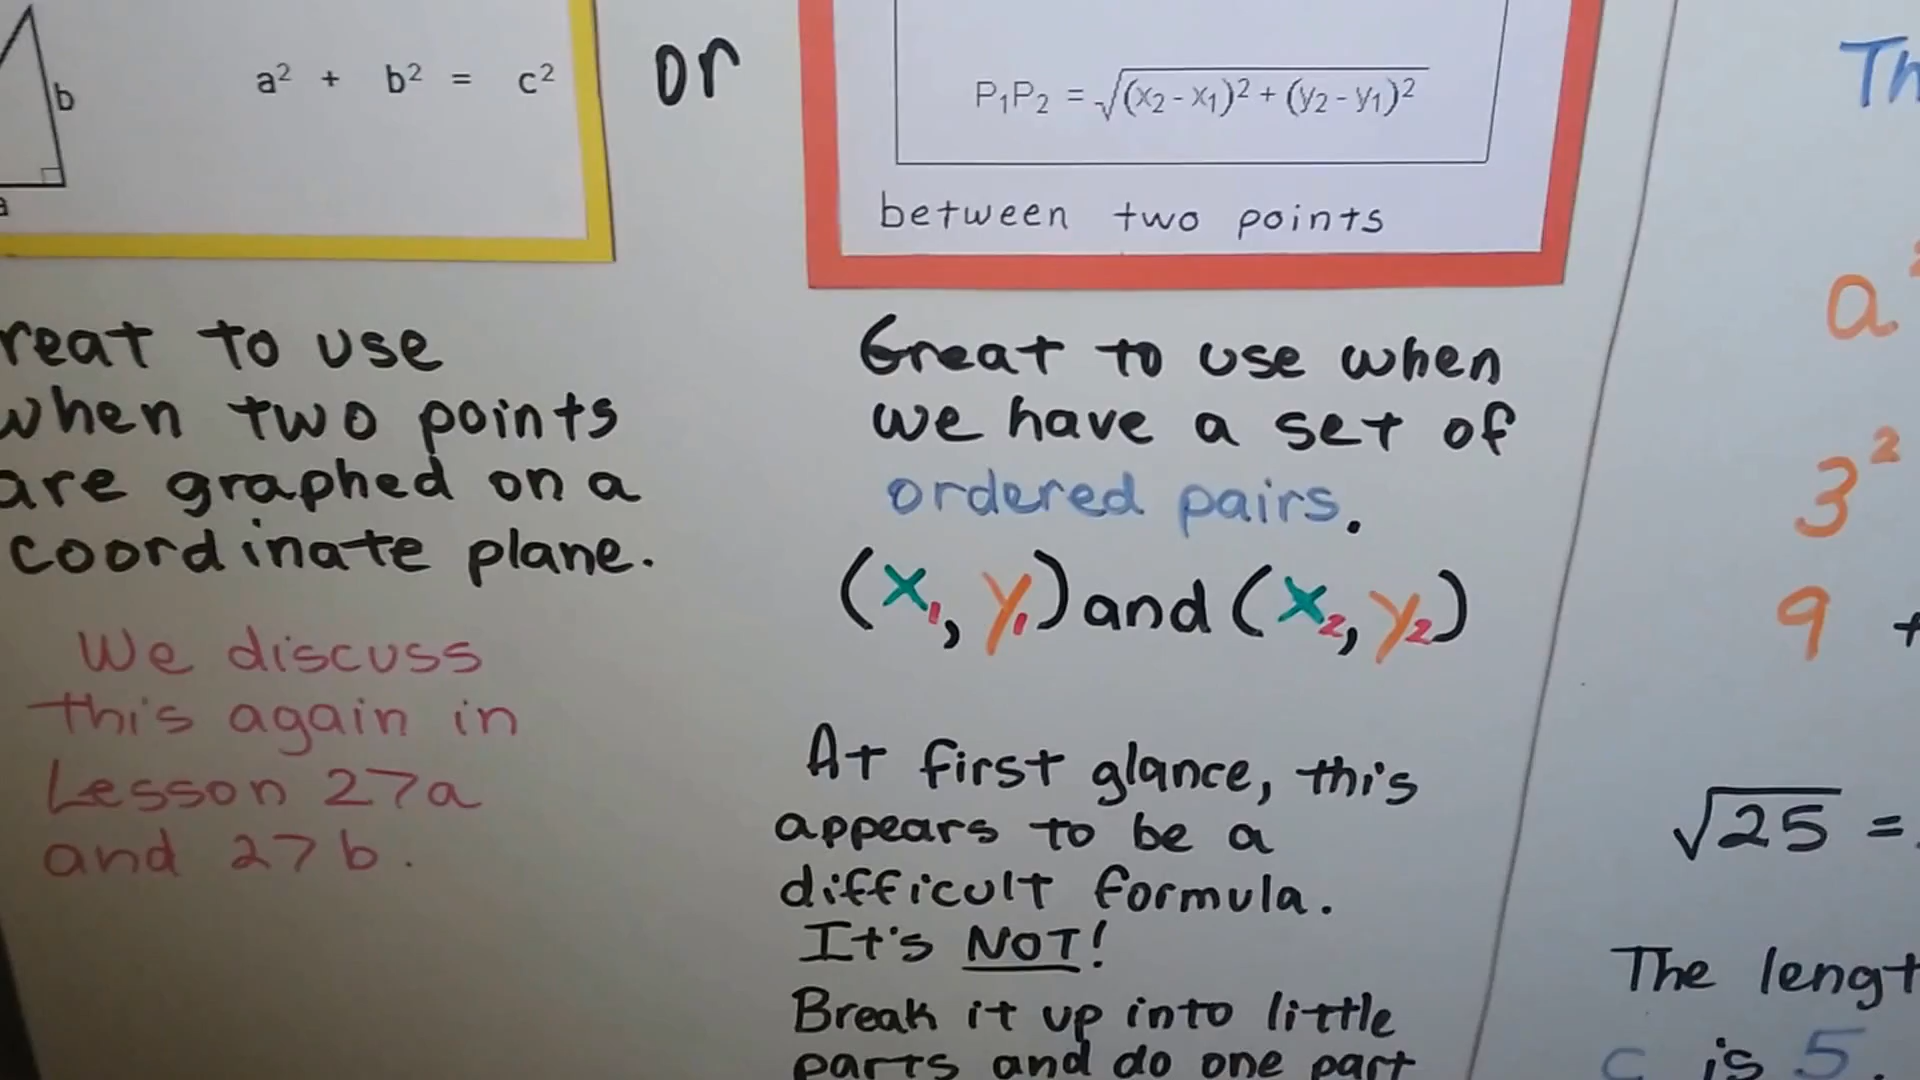 b
a² + b² = c²
a
reat to use
when two points
are graphed on a
coordinate plane.
We discuss
this again in
Lesson 27a
and 27b.
or
P₁P₂ = √(x₂ - x₁)² + (y₂ - y₁)²
between two points
Great to use when
we have a set of
ordered pairs.
(x₁, y₁) and (x₂, y₂)
At first glance, this
appears to be a
difficult formula.
It's NOT!
Break it up into little
parts and do one part
Th
a²
3²
9 +
√25 =
The lengt
c is 5.